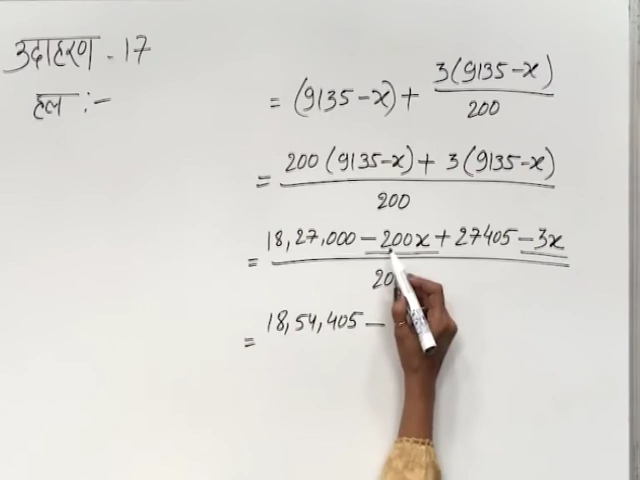 उदाहरण - 17
हल :-
= (9135-x) + 3(9135-x)/200
= 200(9135-x) + 3(9135-x)/200
= 18,27,000 - 200x + 27405 - 3x/20
= 18,54,405 -